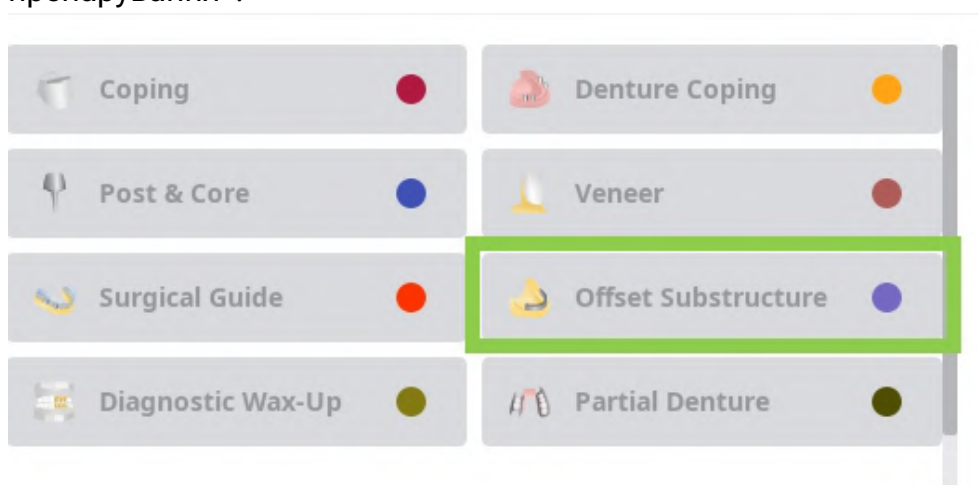 Coping
Denture Coping
Post & Core
Veneer
Surgical Guide
Offset Substructure
Diagnostic Wax-Up
Partial Denture